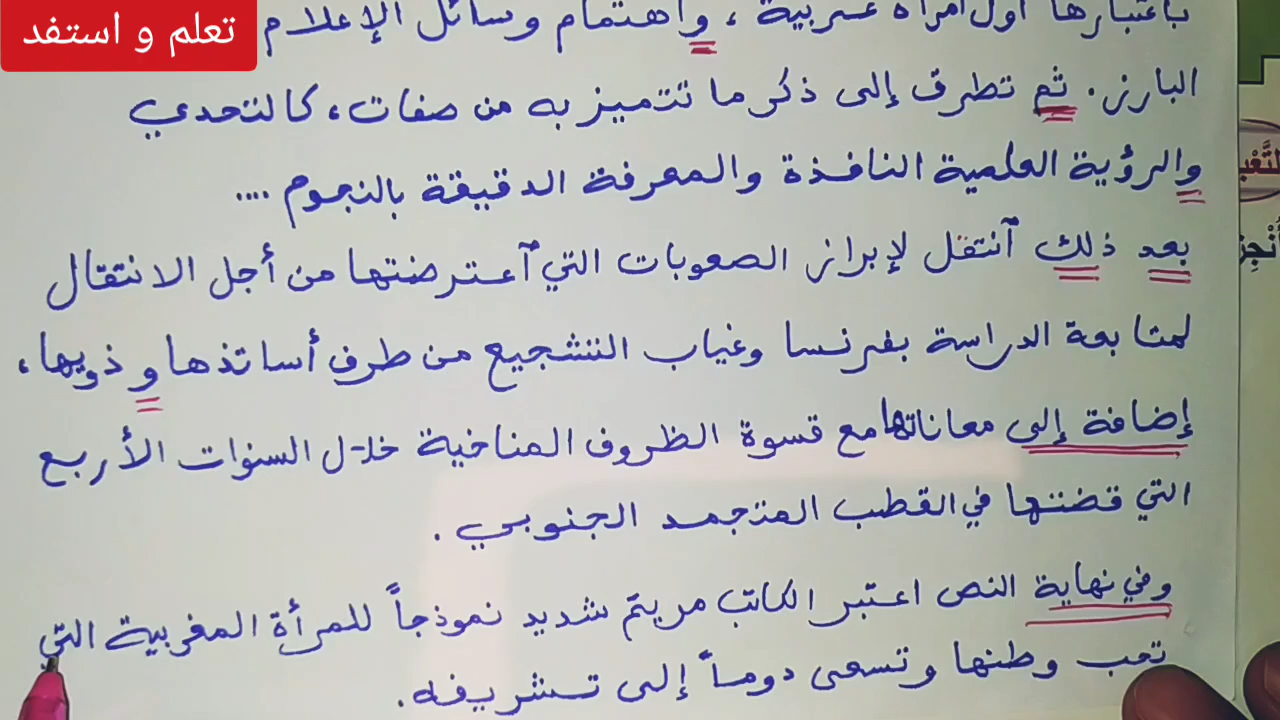 تعلم و استفد
باعتبارها أول امرأة عربية ، واهتمام وسائل الإعلام
البارز. ثم تطرق إلى ذكر ما تتميز به من صفات، كالتحدي
والرؤية العلمية النافذة والمعرفة الدقيقة بالنجوم ....
بعد ذلك آنتقل لإبراز الصعوبات التي آعترضتها من أجل الانتقال
لمتابعة الدراسة بفرنسا وغياب التشجيع من طرف أساتذها و ذويها،
إضافة إلى معاناتها مع قسوة الظروف المناخية خلال السنوات الأربع
التي قضتها في القطب المتجمد الجنوبي .
وفي نهاية النص اعتبر الكاتب مريم شديد نموذجاً للمرأة المغربية التي
تحب وطنها وتسعى دوماً إلى تشريفه.